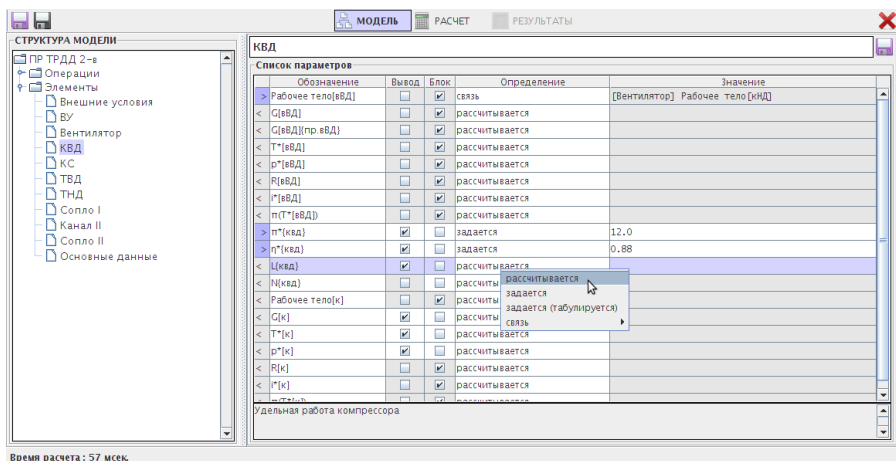 МОДЕЛЬ РАСЧЕТ РЕЗУЛЬТАТЫ
СТРУКТУРА МОДЕЛИ
ПР ТРДД 2-в
Операции
Элементы
Внешние условия
ВУ
Вентилятор
КВД
КС
ТВД
ТНД
Сопло I
Канал II
Сопло II
Основные данные
КВД
Список параметров
Обозначение Вывод Блок Определение Значение
> Рабочее тело[вВД] связь [Вентилятор] Рабочее тело[кНД]
< G[вВД] рассчитывается
< G[вВД]{пр.вВД} рассчитывается
< T*[вВД] рассчитывается
< p*[вВД] рассчитывается
< R[вВД] рассчитывается
< i*[вВД] рассчитывается
< π(T*[вВД]) рассчитывается
> π*{квд} задается 12.0
> η*{квд} задается 0.88
< L{квд} рассчитывается
< N{квд} рассчиты
< Рабочее тело[к] рассчиты
< G[к] рассчиты
< T*[к] рассчитывается
< p*[к] рассчитывается
< R[к] рассчитывается
< i*[к] рассчитывается
рассчитывается
задается
задается (табулируется)
связь
Удельная работа компрессора
Время расчета : 57 мсек.